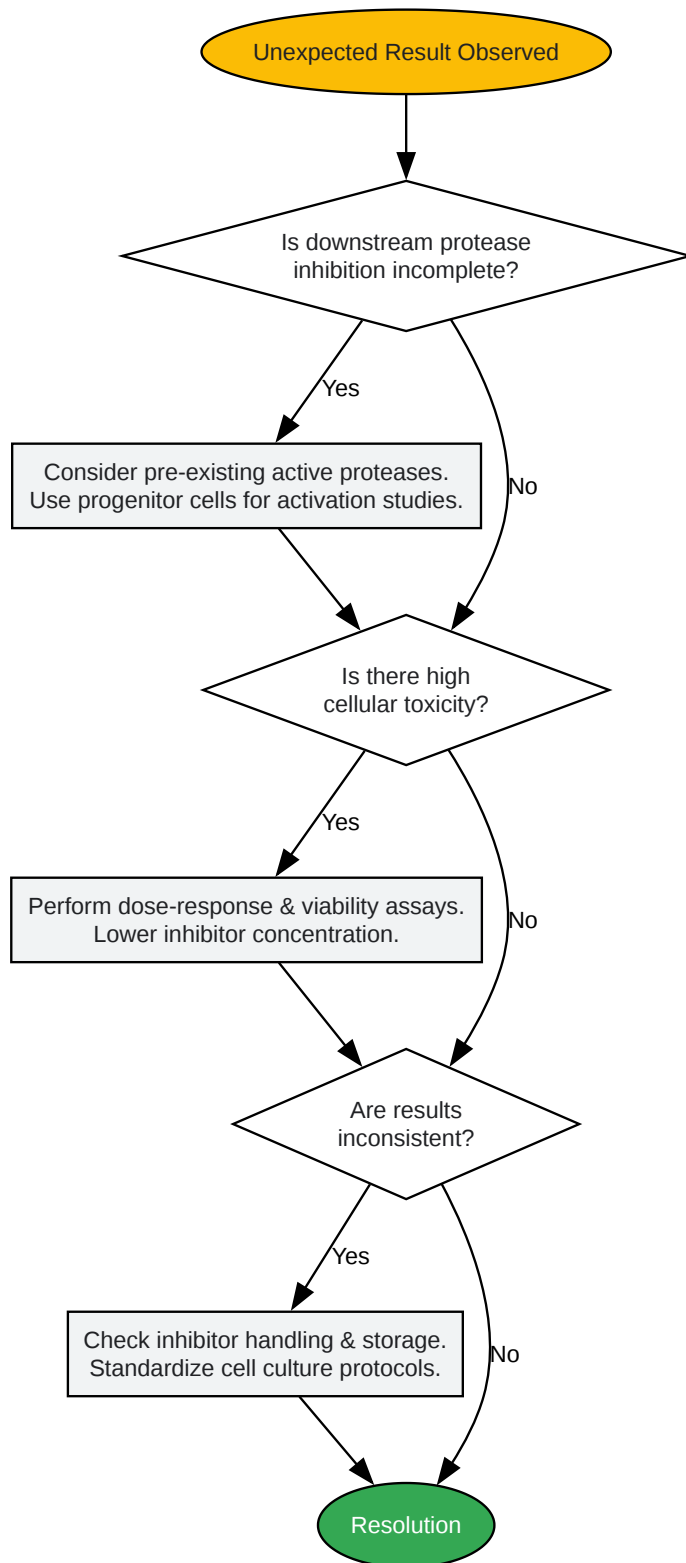 Unexpected Result Observed
Is downstream protease
inhibition incomplete?
Yes
Consider pre-existing active proteases.
Use progenitor cells for activation studies.
No
Is there high
cellular toxicity?
Yes
Perform dose-response & viability assays.
Lower inhibitor concentration.
No
Are results
inconsistent?
Yes
Check inhibitor handling & storage.
Standardize cell culture protocols.
No
Resolution